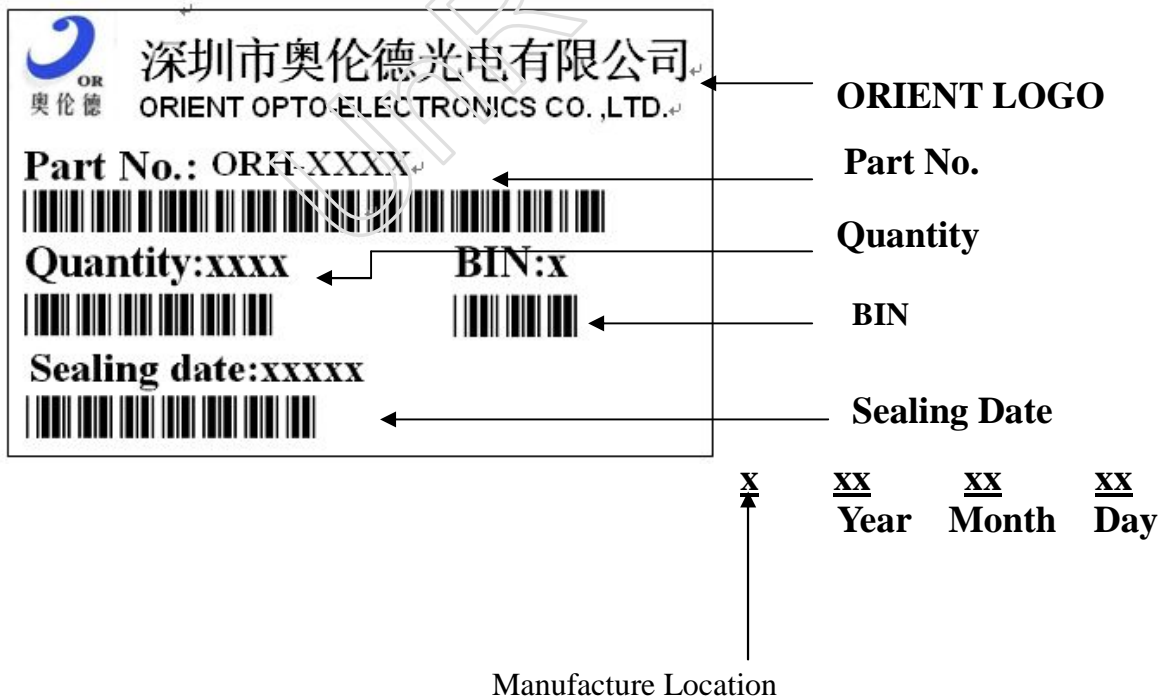 深圳市奥伦德光电有限公司
OR
奥伦德
ORIENT OPTO-ELECTRONICS CO.,LTD.
ORIENT LOGO
Part No.: ORH-XXXX
Part No.
Quantity:xxxx
BIN:x
Quantity
BIN
Sealing date:xxxxx
Sealing Date
x xx xx xx
Year Month Day
Manufacture Location